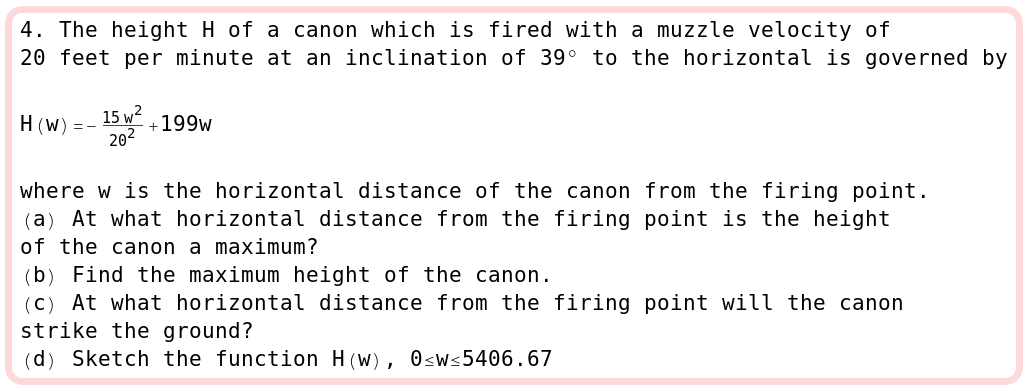 4. The height H of a canon which is fired with a muzzle velocity of
20 feet per minute at an inclination of 39° to the horizontal is governed by
H(w)=-\frac{15w^2}{20^2}+199w
where w is the horizontal distance of the canon from the firing point.
(a) At what horizontal distance from the firing point is the height
of the canon a maximum?
(b) Find the maximum height of the canon.
(c) At what horizontal distance from the firing point will the canon
strike the ground?
(d) Sketch the function H(w), 0≤w≤5406.67